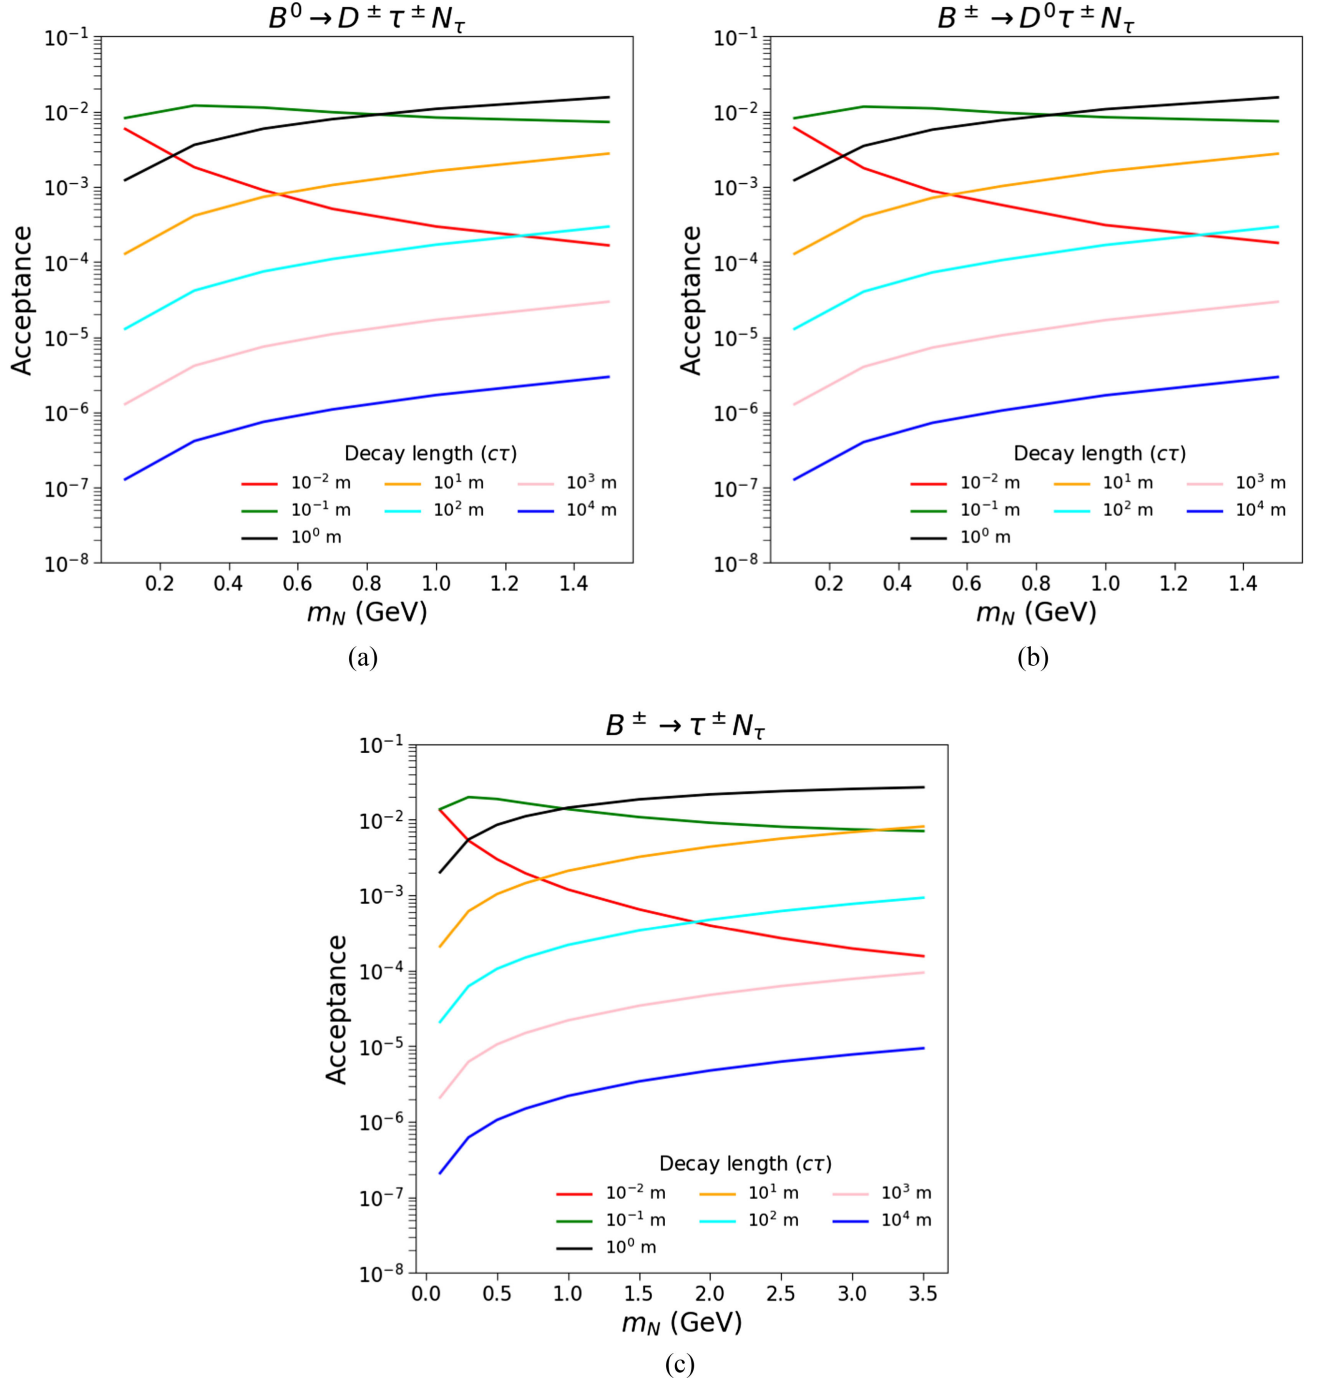 B⁰ → D ± τ ± N_τ
10⁻¹
10⁻²
10⁻³
10⁻⁴
10⁻⁵
10⁻⁶
10⁻⁷
10⁻⁸
Acceptance
Decay length (cτ)
10⁻² m 10¹ m 10³ m
10⁻¹ m 10² m 10⁴ m
10⁰ m
0.2 0.4 0.6 0.8 1.0 1.2 1.4
m_N (GeV)
(a)
B ± → D⁰ τ ± N_τ
10⁻¹
10⁻²
10⁻³
10⁻⁴
10⁻⁵
10⁻⁶
10⁻⁷
10⁻⁸
Acceptance
Decay length (cτ)
10⁻² m 10¹ m 10³ m
10⁻¹ m 10² m 10⁴ m
10⁰ m
0.2 0.4 0.6 0.8 1.0 1.2 1.4
m_N (GeV)
(b)
B ± → τ ± N_τ
10⁻¹
10⁻²
10⁻³
10⁻⁴
10⁻⁵
10⁻⁶
10⁻⁷
10⁻⁸
Acceptance
Decay length (cτ)
10⁻² m 10¹ m 10³ m
10⁻¹ m 10² m 10⁴ m
10⁰ m
0.0 0.5 1.0 1.5 2.0 2.5 3.0 3.5
m_N (GeV)
(c)